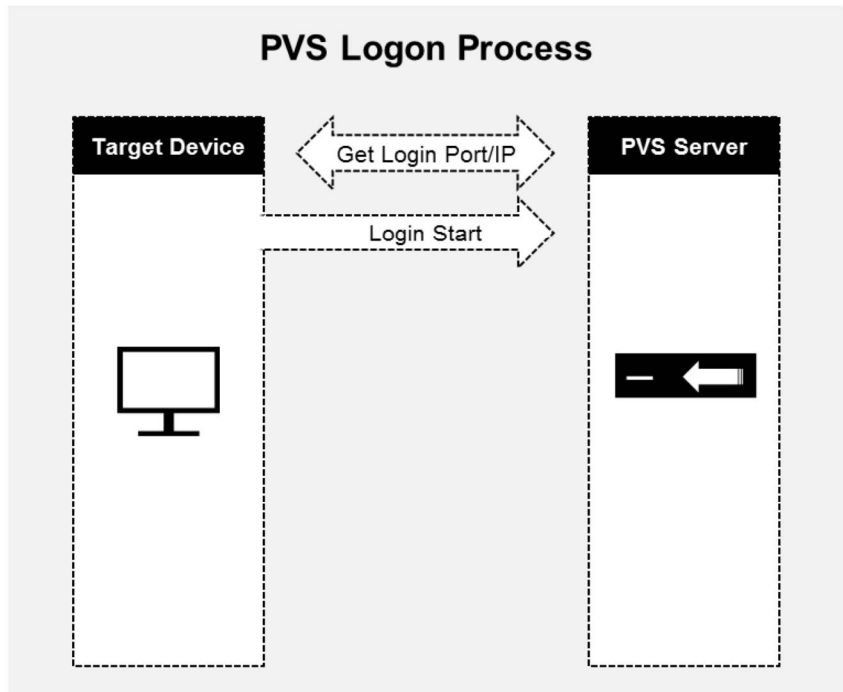 PVS Logon Process
Target Device
Get Login Port/IP
PVS Server
Login Start